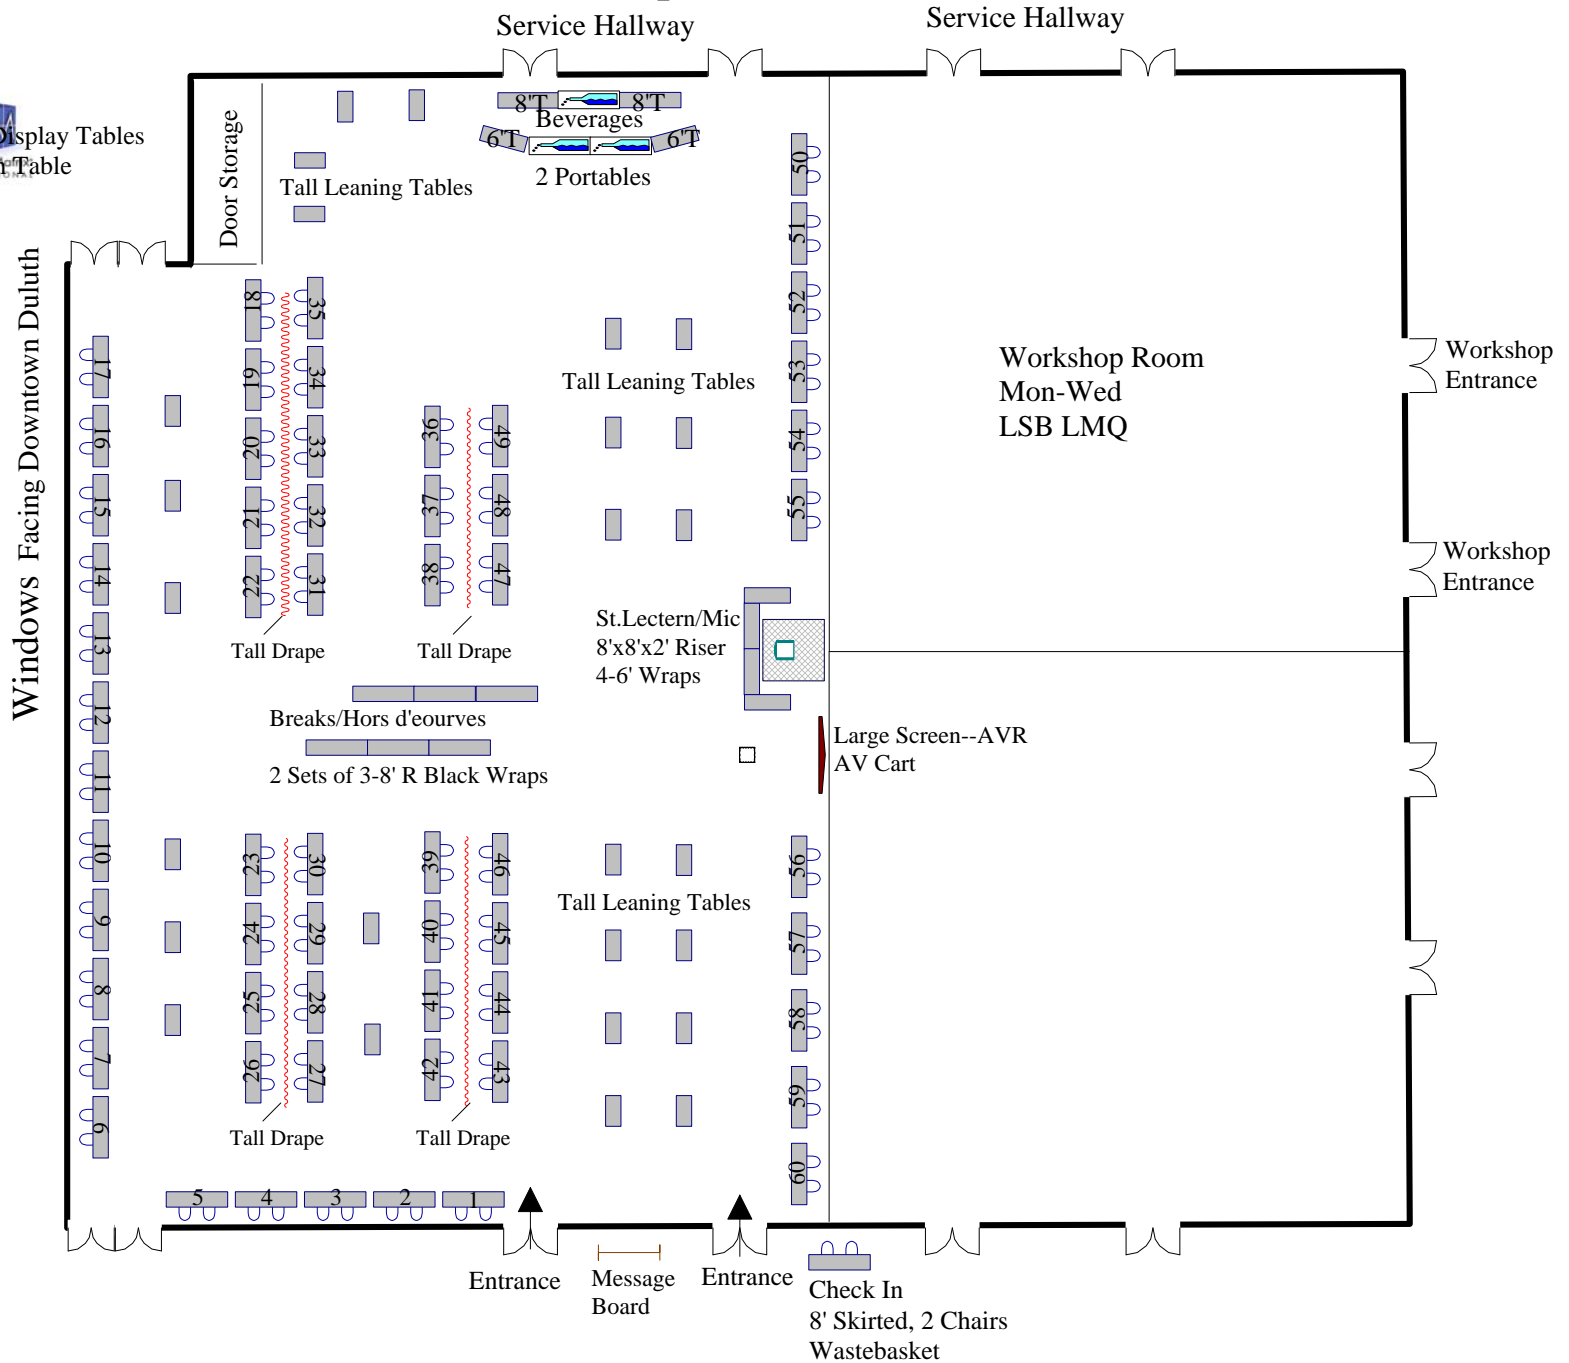 Service Hallway
Service Hallway
Display Tables
Table
Door Storage
8'T
8'T
Beverages
6'T
6'T
2 Portables
Tall Leaning Tables
Windows Facing Downtown Duluth
50
51
52
53
54
55
18
19
20
21
22
35
34
33
32
31
17
16
15
14
13
12
11
10
9
8
7
6
36
37
38
49
48
47
Tall Leaning Tables
Workshop Room
Mon-Wed
LSB LMQ
Workshop
Entrance
Workshop
Entrance
St.Lectern/Mic
8'x8'x2' Riser
4-6' Wraps
Tall Drape
Tall Drape
Breaks/Hors d'eourves
2 Sets of 3-8' R Black Wraps
Large Screen--AVR
AV Cart
23
24
25
26
30
29
28
27
39
40
41
42
46
45
44
43
Tall Leaning Tables
56
57
58
59
60
Tall Drape
Tall Drape
5
4
3
2
1
Entrance
Message
Board
Entrance
Check In
8' Skirted, 2 Chairs
Wastebasket